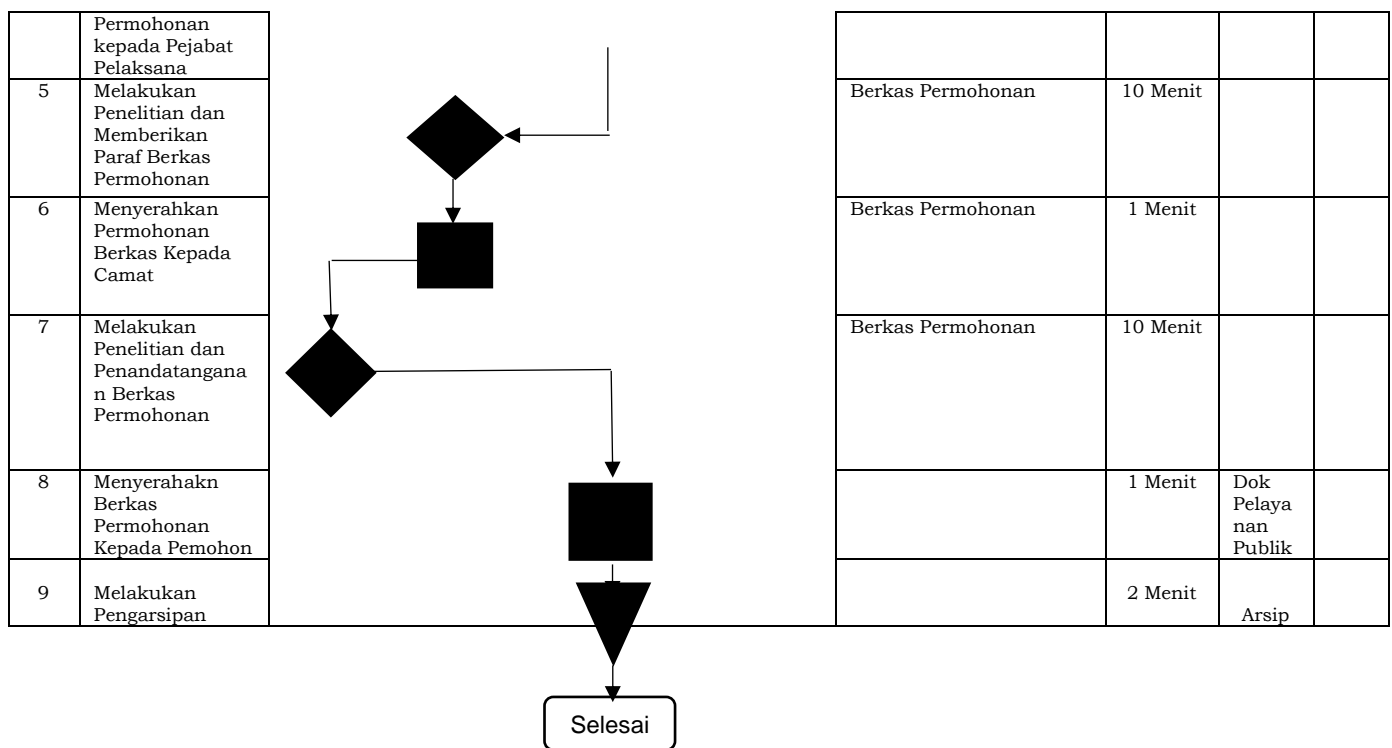 Permohonan
kepada Pejabat
Pelaksana
5 Melakukan Berkas Permohonan 10 Menit
Penelitian dan
Memberikan
Paraf Berkas
Permohonan
6 Menyerahkan Berkas Permohonan 1 Menit
Permohonan
Berkas Kepada
Camat
7 Melakukan Berkas Permohonan 10 Menit
Penelitian dan
Penandatangana
n Berkas
Permohonan
8 Menyerahakn 1 Menit Dok
Berkas Pelaya
Permohonan nan
Kepada Pemohon Publik
9 Melakukan 2 Menit
Pengarsipan Arsip
Selesai